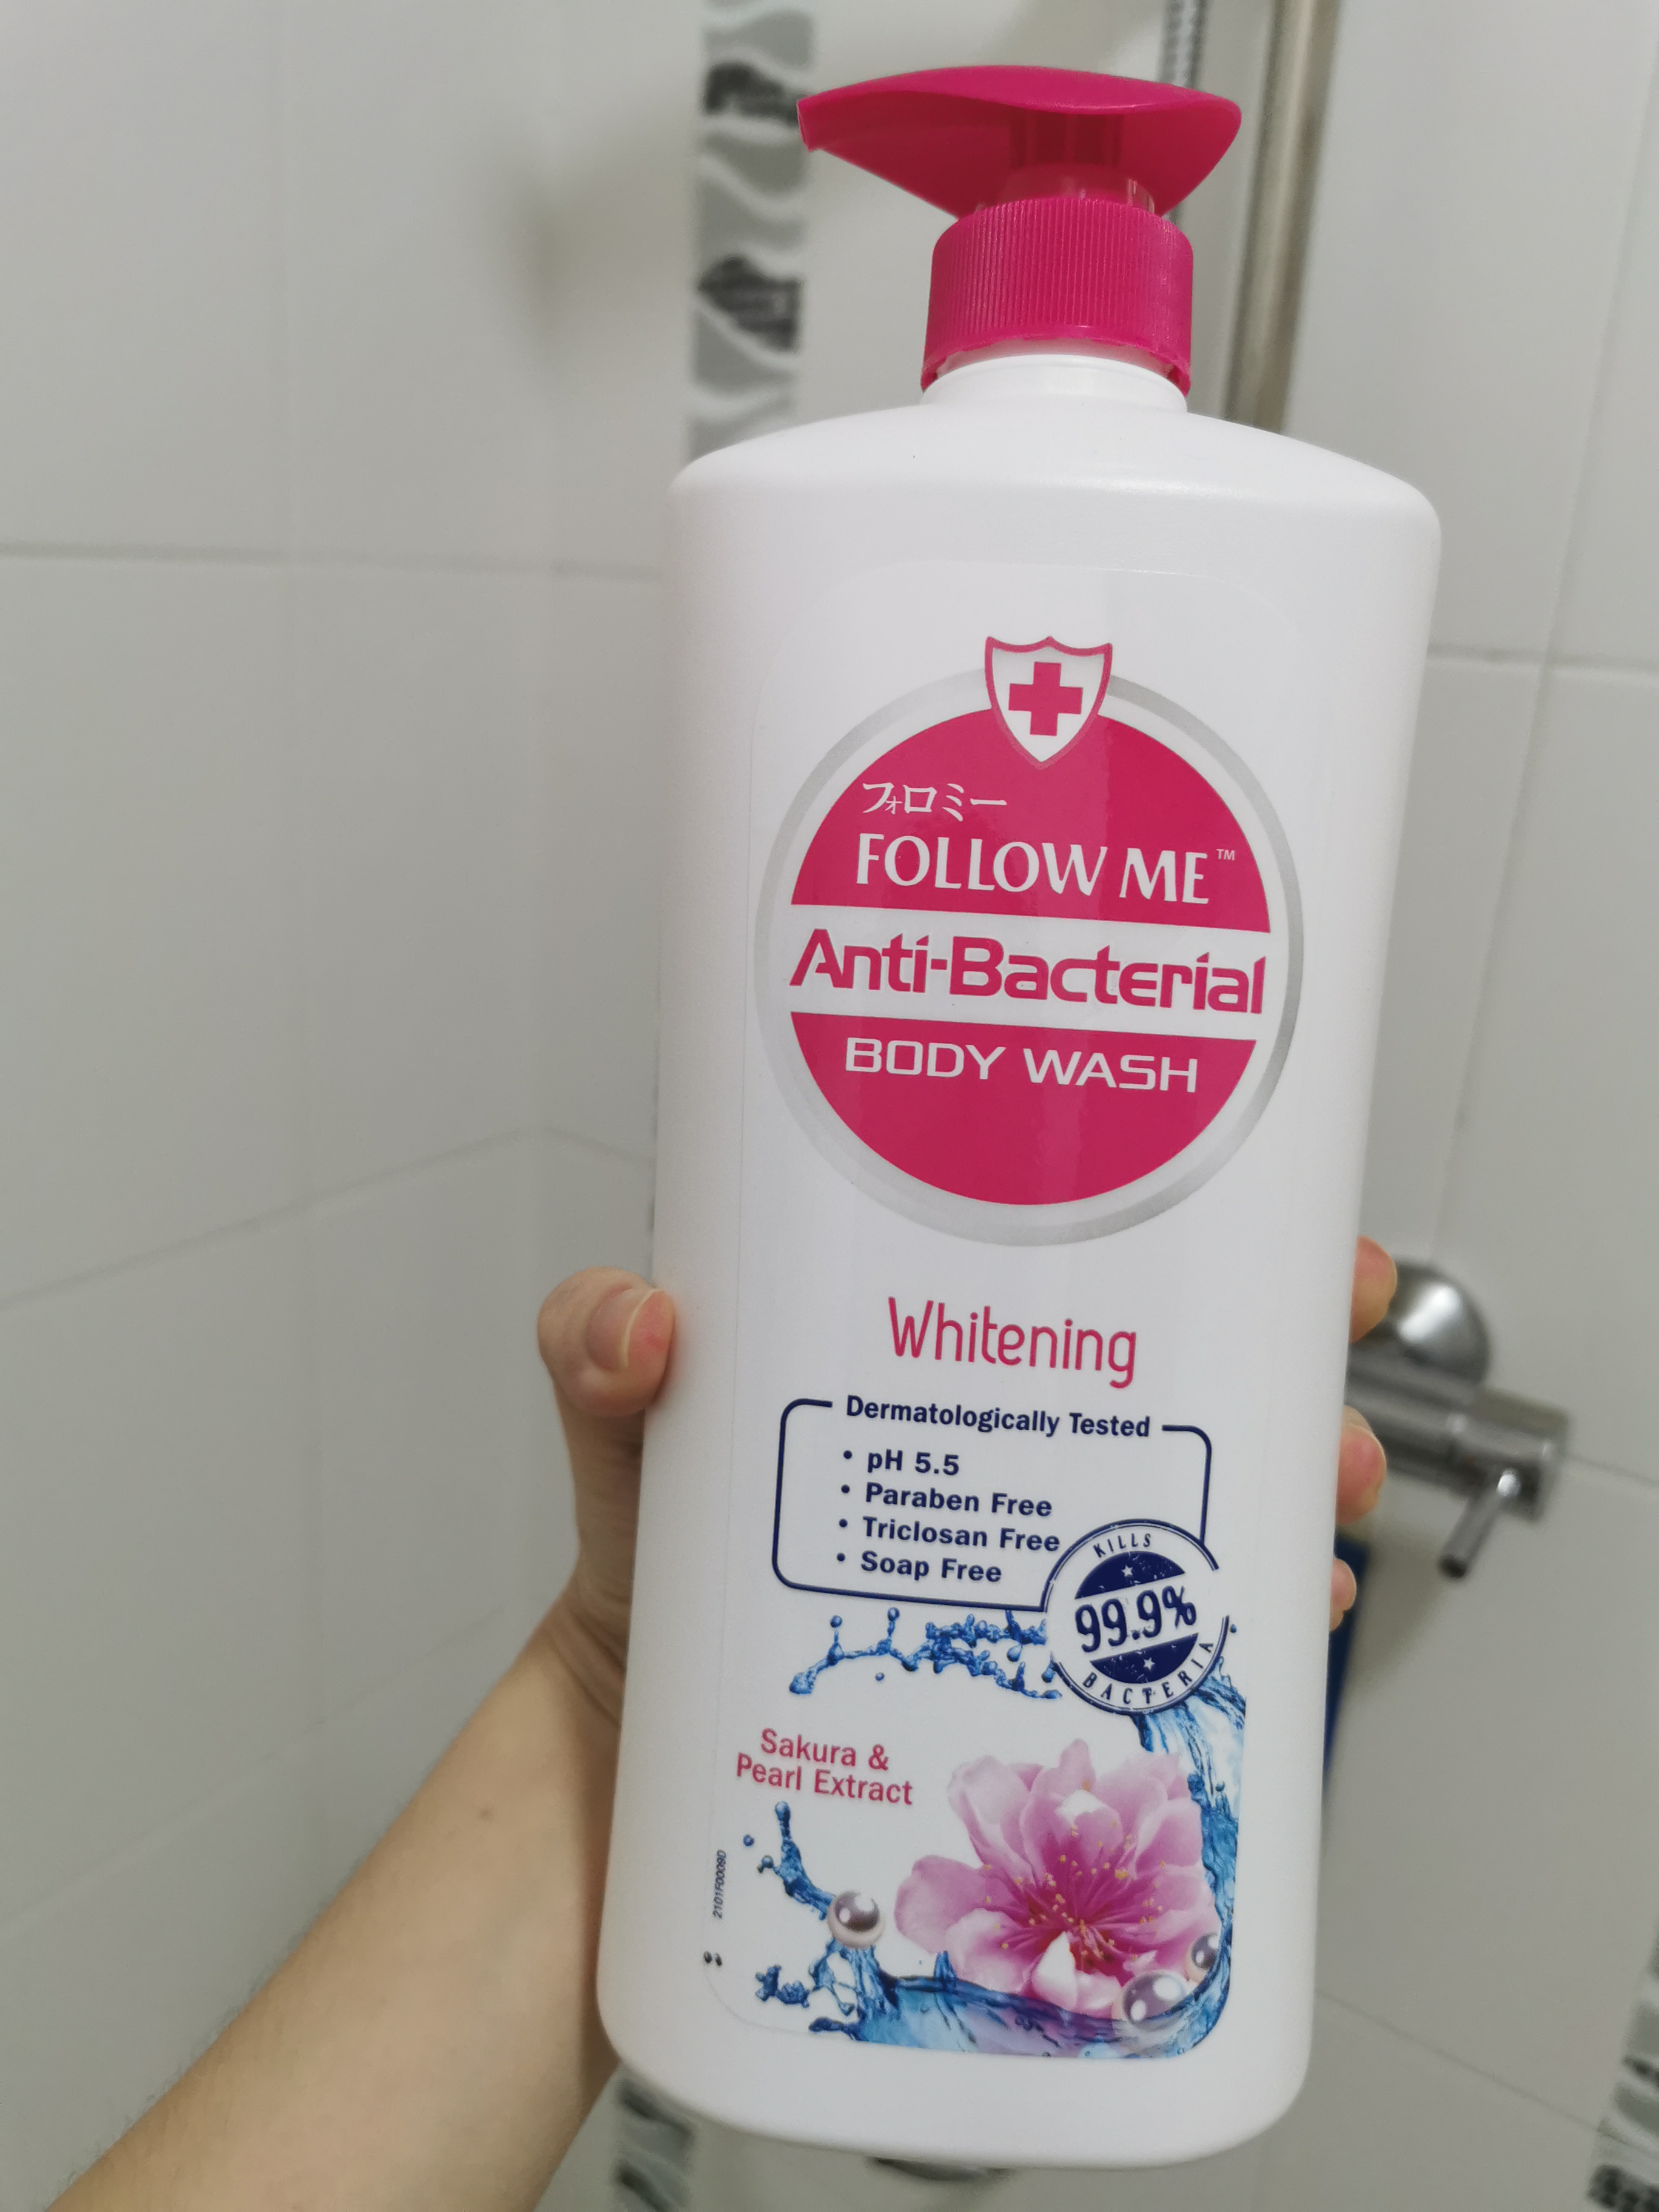 フォロミー
FOLLOW ME™
Anti-Bacterial
BODY WASH
Whitening
Dermatologically Tested
• pH 5.5
• Paraben Free
• Triclosan Free
• Soap Free
KILLS
99.9%
BACTERIA
Sakura &
Pearl Extract
2101F0009D